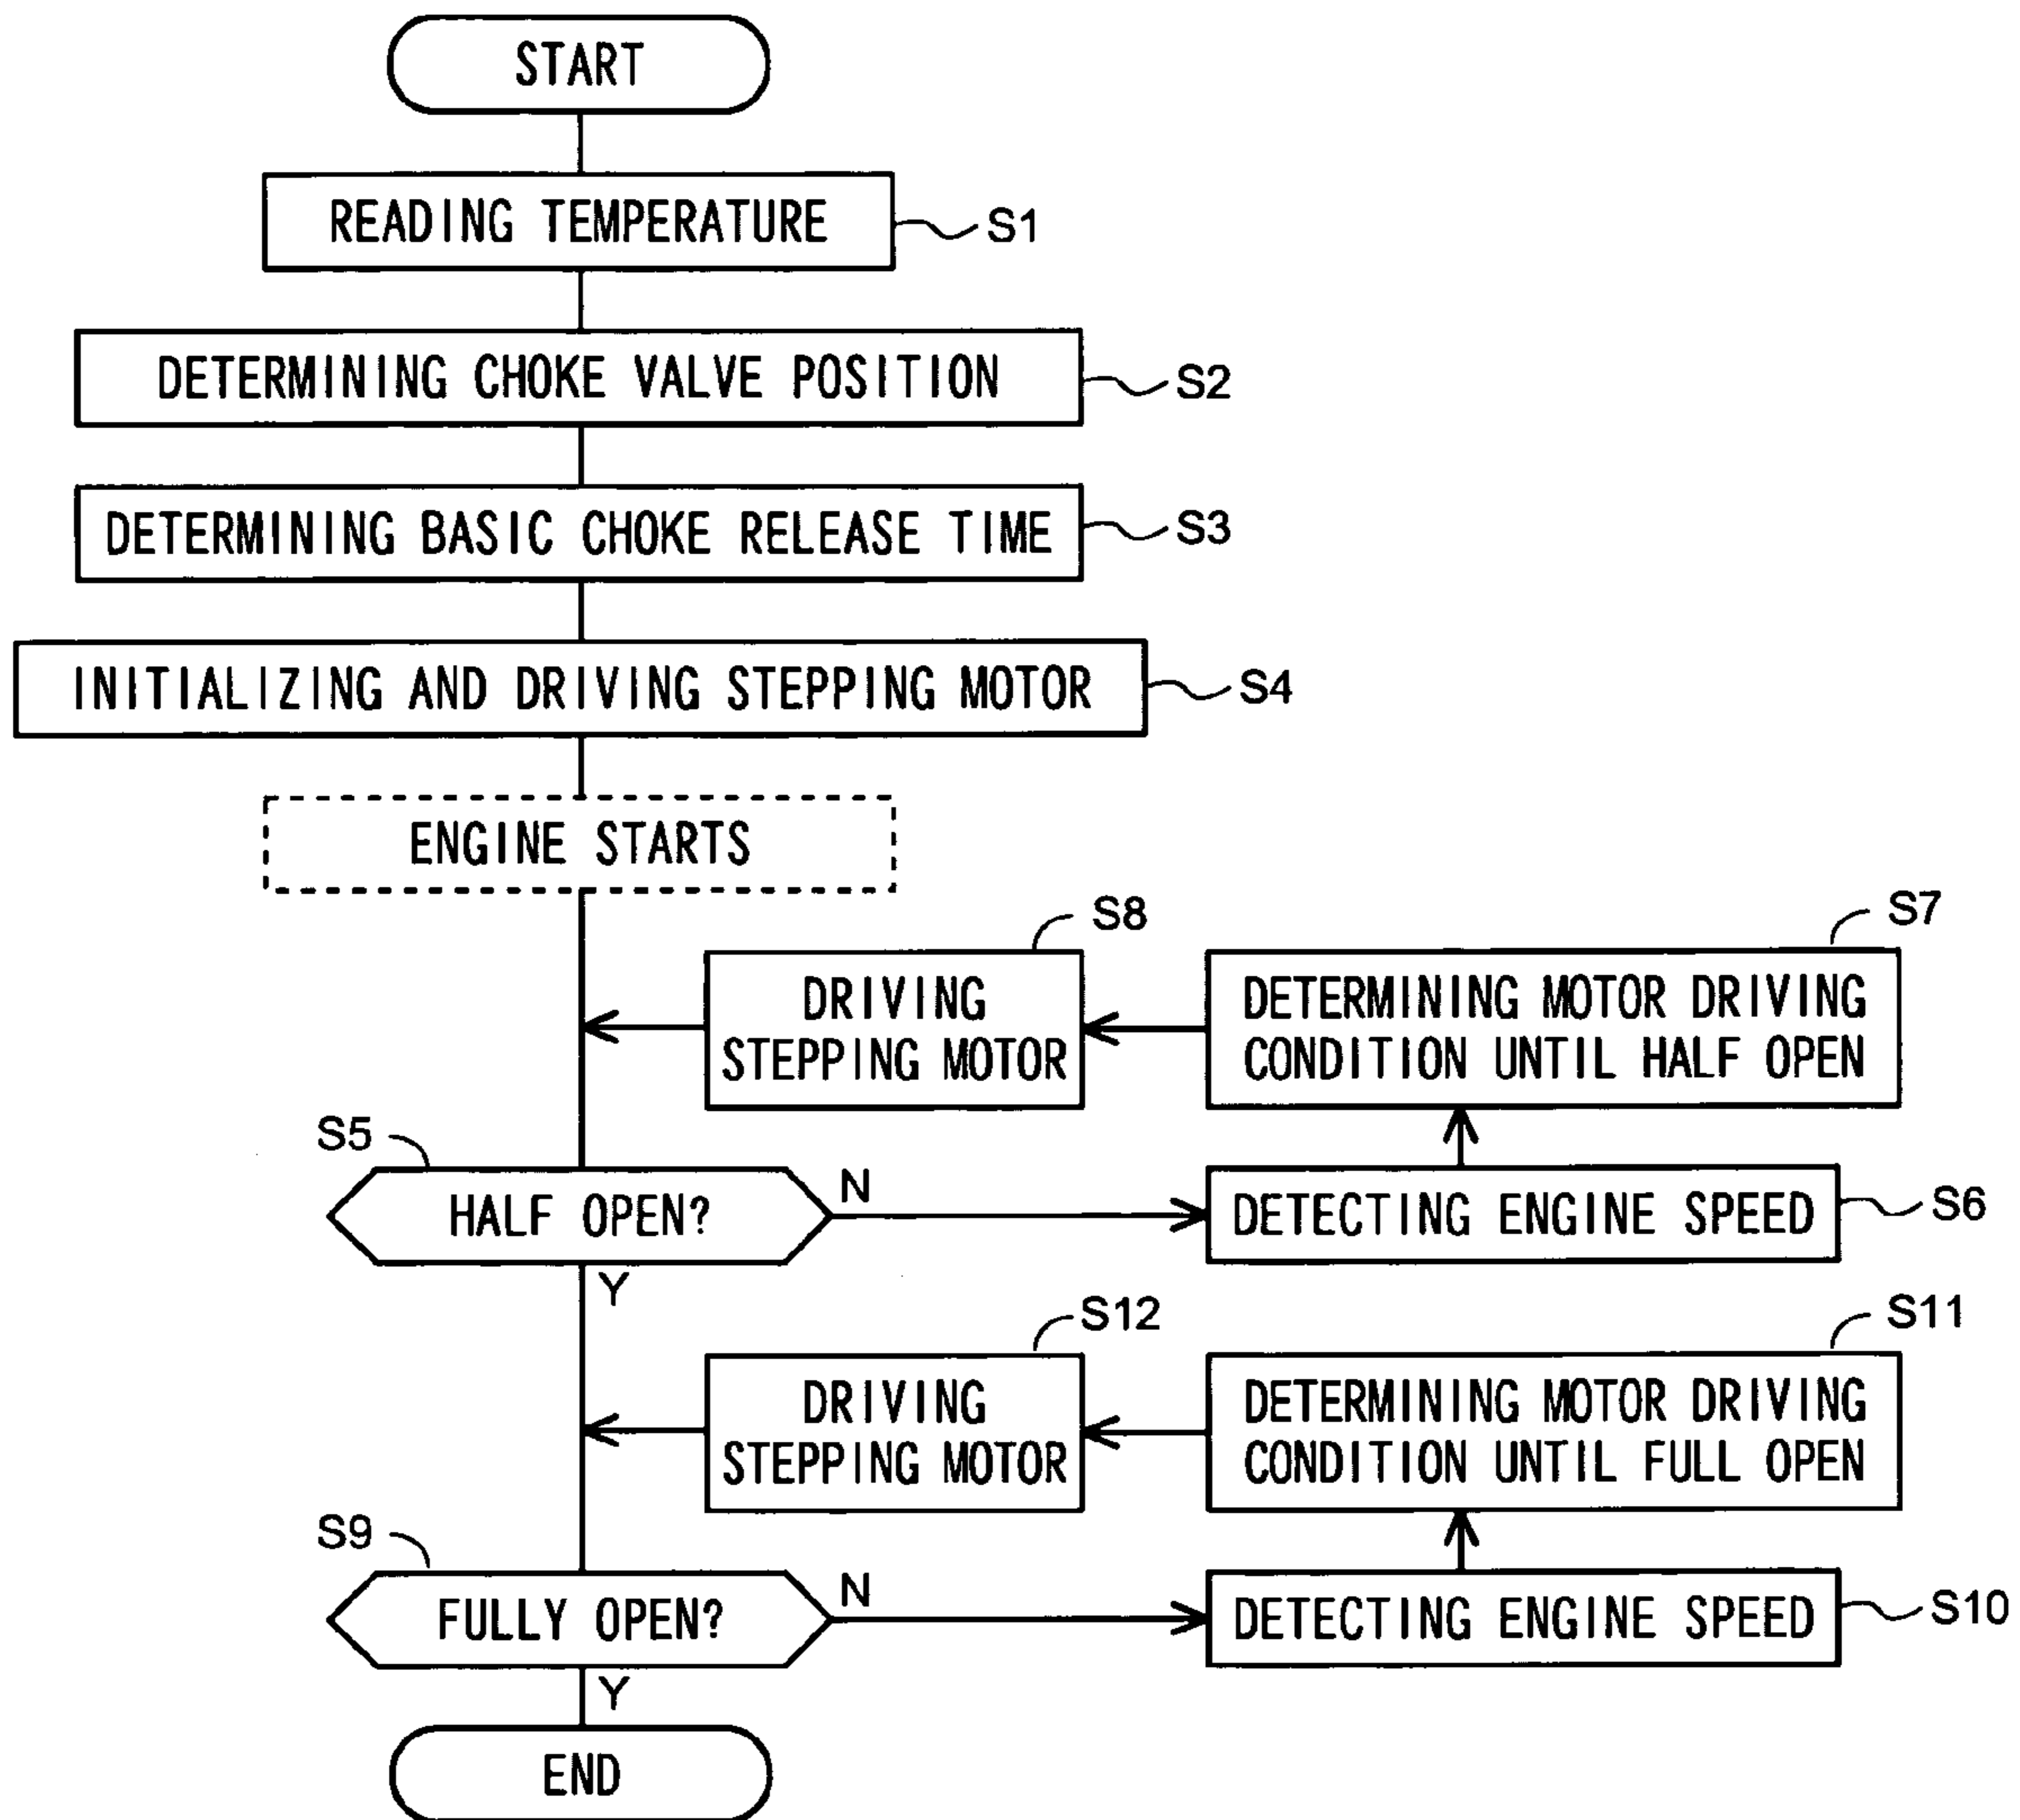 START
READING TEMPERATURE
S1
DETERMINING CHOKE VALVE POSITION
S2
DETERMINING BASIC CHOKE RELEASE TIME
S3
INITIALIZING AND DRIVING STEPPING MOTOR
S4
ENGINE STARTS
S8
S7
DRIVING
STEPPING MOTOR
DETERMINING MOTOR DRIVING
CONDITION UNTIL HALF OPEN
S5
HALF OPEN?
N
DETECTING ENGINE SPEED
S6
Y
S12
S11
DRIVING
STEPPING MOTOR
DETERMINING MOTOR DRIVING
CONDITION UNTIL FULL OPEN
S9
FULLY OPEN?
N
DETECTING ENGINE SPEED
S10
Y
END